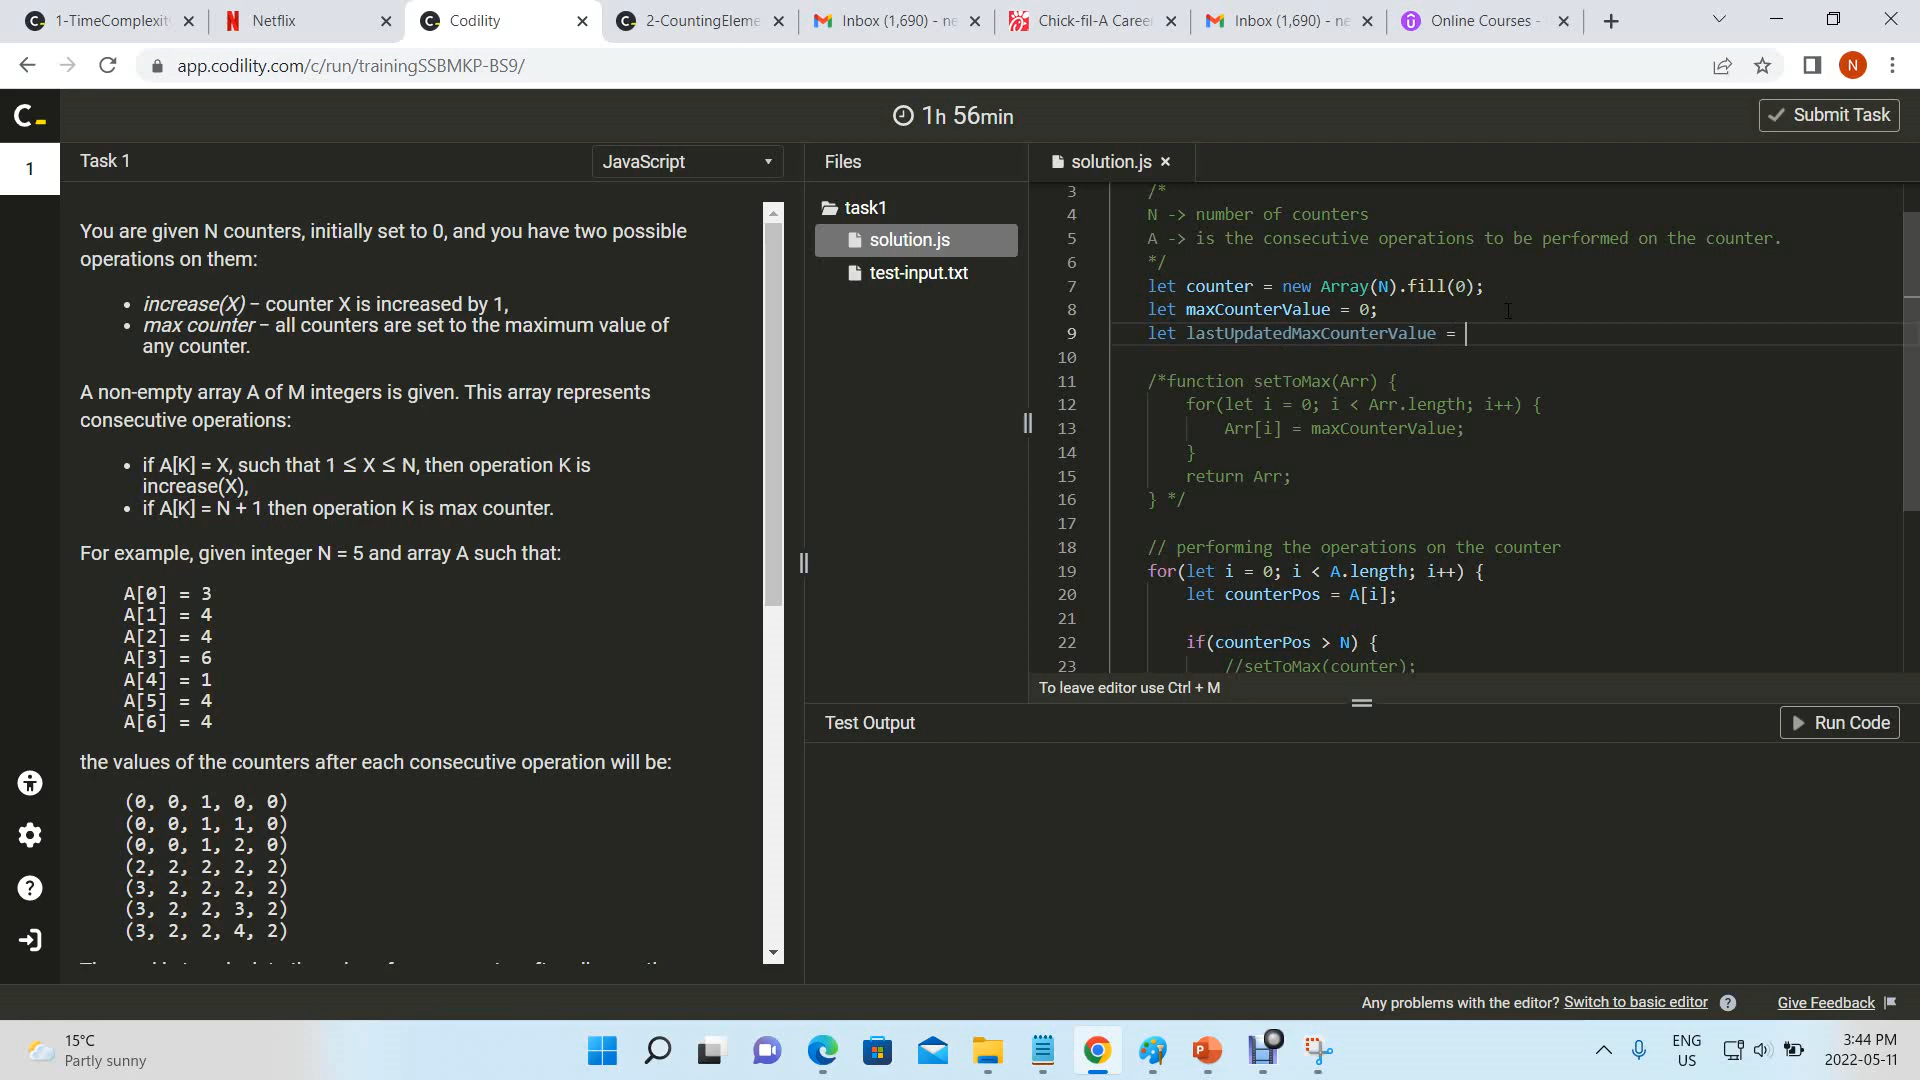 1-TimeComplexit
Netflix
Codility
2-CountingEleme
Inbox (1,690) - ne
Chick-fil-A Caree
Inbox (1,690) - ne
Online Courses -
app.codility.com/c/run/trainingSSBMKP-BS9/
N
C
1h 56min
Submit Task
1
Task 1
JavaScript
Files
solution.js
You are given N counters, initially set to 0, and you have two possible
operations on them:
• increase(X) − counter X is increased by 1,
• max counter − all counters are set to the maximum value of
any counter.
A non-empty array A of M integers is given. This array represents
consecutive operations:
• if A[K] = X, such that 1 ≤ X ≤ N, then operation K is
increase(X),
• if A[K] = N + 1 then operation K is max counter.
For example, given integer N = 5 and array A such that:
A[0] = 3
A[1] = 4
A[2] = 4
A[3] = 6
A[4] = 1
A[5] = 4
A[6] = 4
the values of the counters after each consecutive operation will be:
(0, 0, 1, 0, 0)
(0, 0, 1, 1, 0)
(0, 0, 1, 2, 0)
(2, 2, 2, 2, 2)
(3, 2, 2, 2, 2)
(3, 2, 2, 3, 2)
(3, 2, 2, 4, 2)
task1
solution.js
test-input.txt
3 /*
4 N -> number of counters
5 A -> is the consecutive operations to be performed on the counter.
6 */
7 let counter = new Array(N).fill(0);
8 let maxCounterValue = 0;
9 let lastUpdatedMaxCounterValue =
10
11 /*function setToMax(Arr) {
12 for(let i = 0; i < Arr.length; i++) {
13 Arr[i] = maxCounterValue;
14 }
15 return Arr;
16 } */
17
18 // performing the operations on the counter
19 for(let i = 0; i < A.length; i++) {
20 let counterPos = A[i];
21
22 if(counterPos > N) {
23 //setToMax(counter);
To leave editor use Ctrl + M
Test Output
Run Code
Any problems with the editor? Switch to basic editor
Give Feedback
15°C
Partly sunny
ENG
US
3:44 PM
2022-05-11